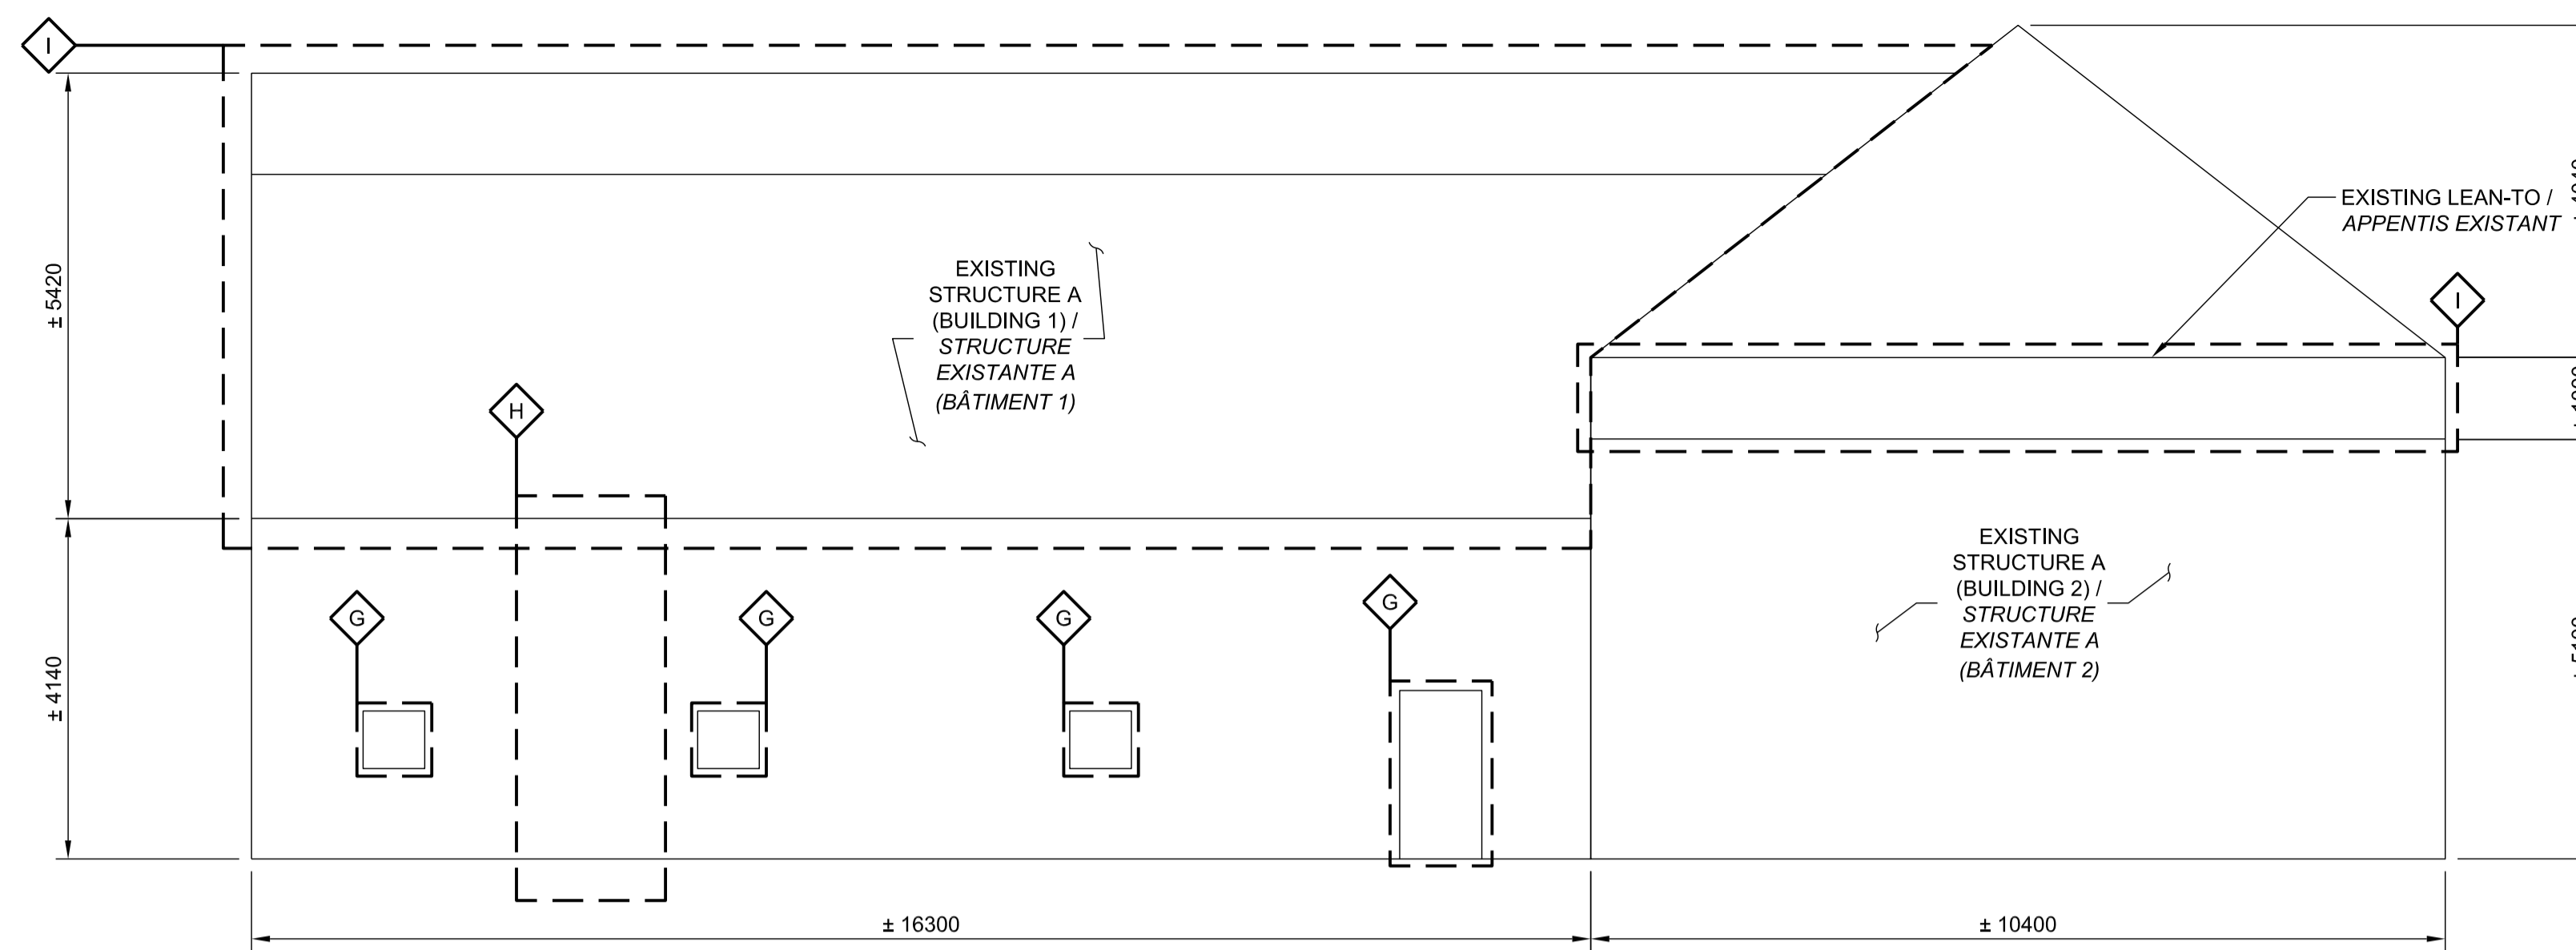 I
± 5420
EXISTING
STRUCTURE A
(BUILDING 1) /
STRUCTURE
EXISTANTE A
(BÂTIMENT 1)
EXISTING LEAN-TO /
APPENTIS EXISTANT
I
H
G
G
G
G
EXISTING
STRUCTURE A
(BUILDING 2) /
STRUCTURE
EXISTANTE A
(BÂTIMENT 2)
± 4140
± 16300
± 10400